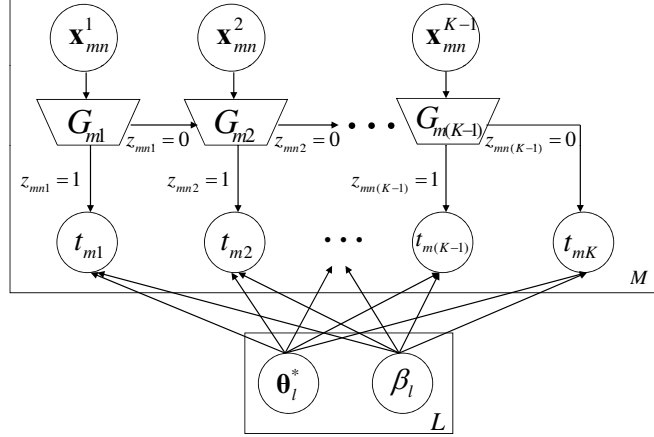 x_{mn}^{1} x_{mn}^{2} x_{mn}^{K-1}
G_{m1} G_{m2} ••• G_{m(K-1)}
z_{mn1} = 0 z_{mn2} = 0 z_{mn(K-1)} = 0
z_{mn1} = 1 z_{mn2} = 1 z_{mn(K-1)} = 1
t_{m1} t_{m2} ••• t_{m(K-1)} t_{mK}
M
θ_{l}^{*} β_{l}
L